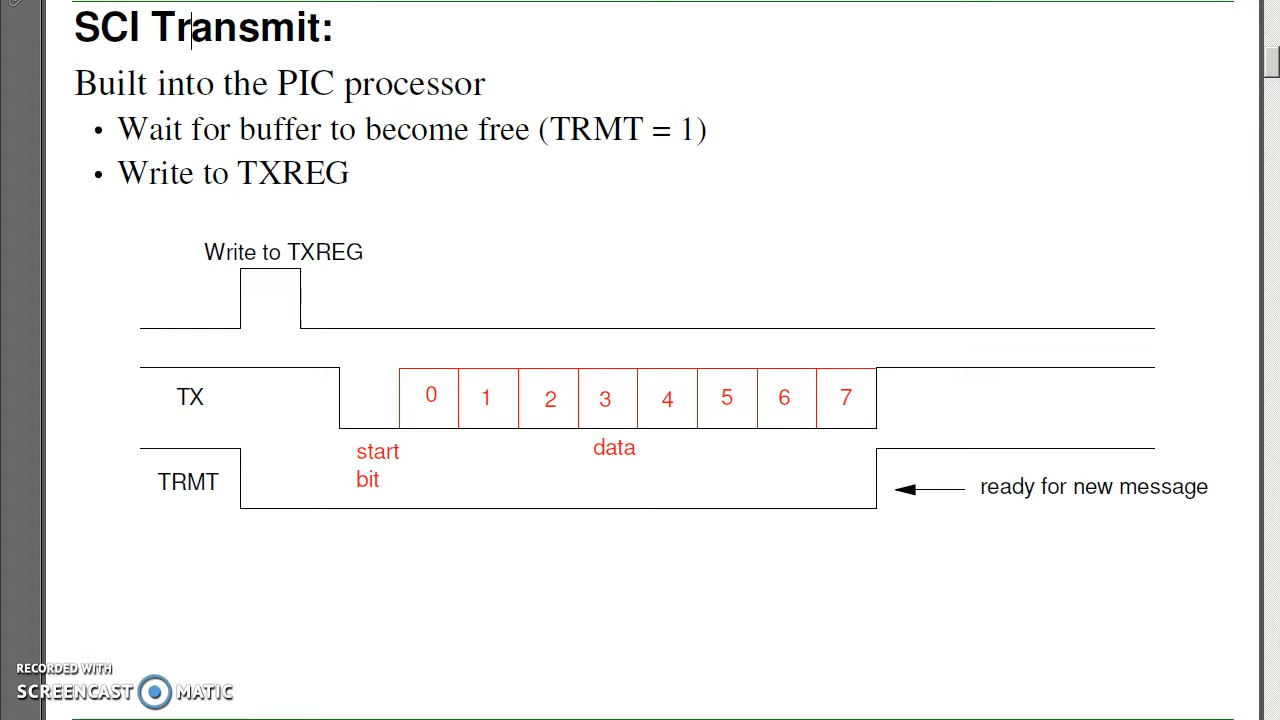 SCI Transmit:
Built into the PIC processor
• Wait for buffer to become free (TRMT = 1)
• Write to TXREG
Write to TXREG
TX
0 1 2 3 4 5 6 7
start
bit
data
TRMT
ready for new message
RECORDED WITH
SCREENCAST MATIC